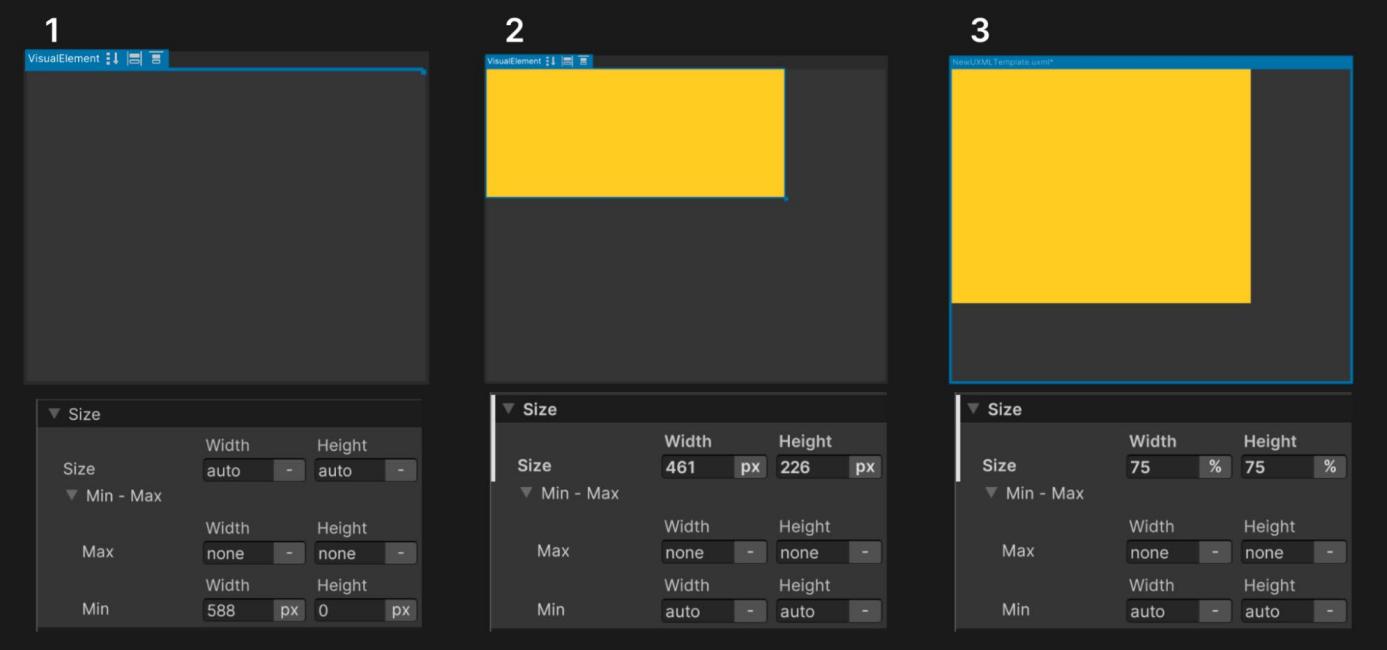 1
VisualElement
Size
Width Height
Size auto - auto -
Min - Max
Width Height
Max none - none -
Width Height
Min 588 px 0 px
2
VisualElement
Size
Width Height
Size 461 px 226 px
Min - Max
Width Height
Max none - none -
Width Height
Min auto - auto -
3
NewUXMLTemplate.uxml*
Size
Width Height
Size 75 % 75 %
Min - Max
Width Height
Max none - none -
Width Height
Min auto - auto -